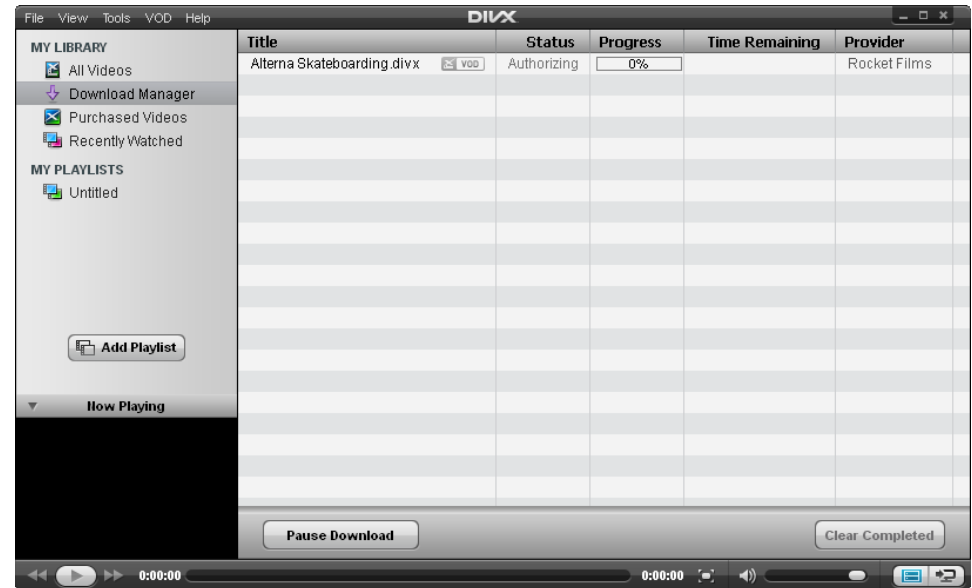 File View Tools VOD Help DIVX
MY LIBRARY
All Videos
Download Manager
Purchased Videos
Recently Watched
MY PLAYLISTS
Untitled
Add Playlist
Now Playing
Title Status Progress Time Remaining Provider
Alterna Skateboarding.divx VOD Authorizing 0% Rocket Films
Pause Download Clear Completed
0:00:00 0:00:00